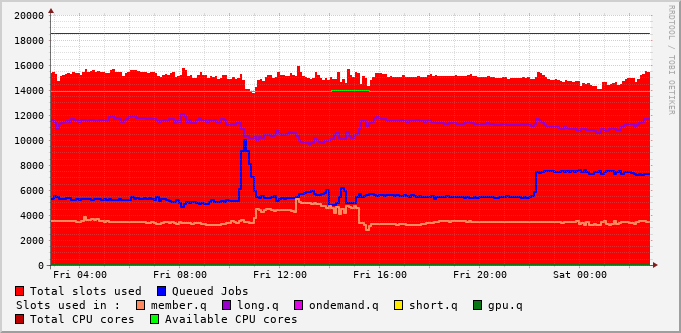 20000
18000
16000
14000
12000
10000
8000
6000
4000
2000
0
Fri 04:00 Fri 08:00 Fri 12:00 Fri 16:00 Fri 20:00 Sat 00:00
Total slots used Queued Jobs
Slots used in : member.q long.q ondemand.q short.q gpu.q
Total CPU cores Available CPU cores
RRDTOOL / TOBI OETIKER